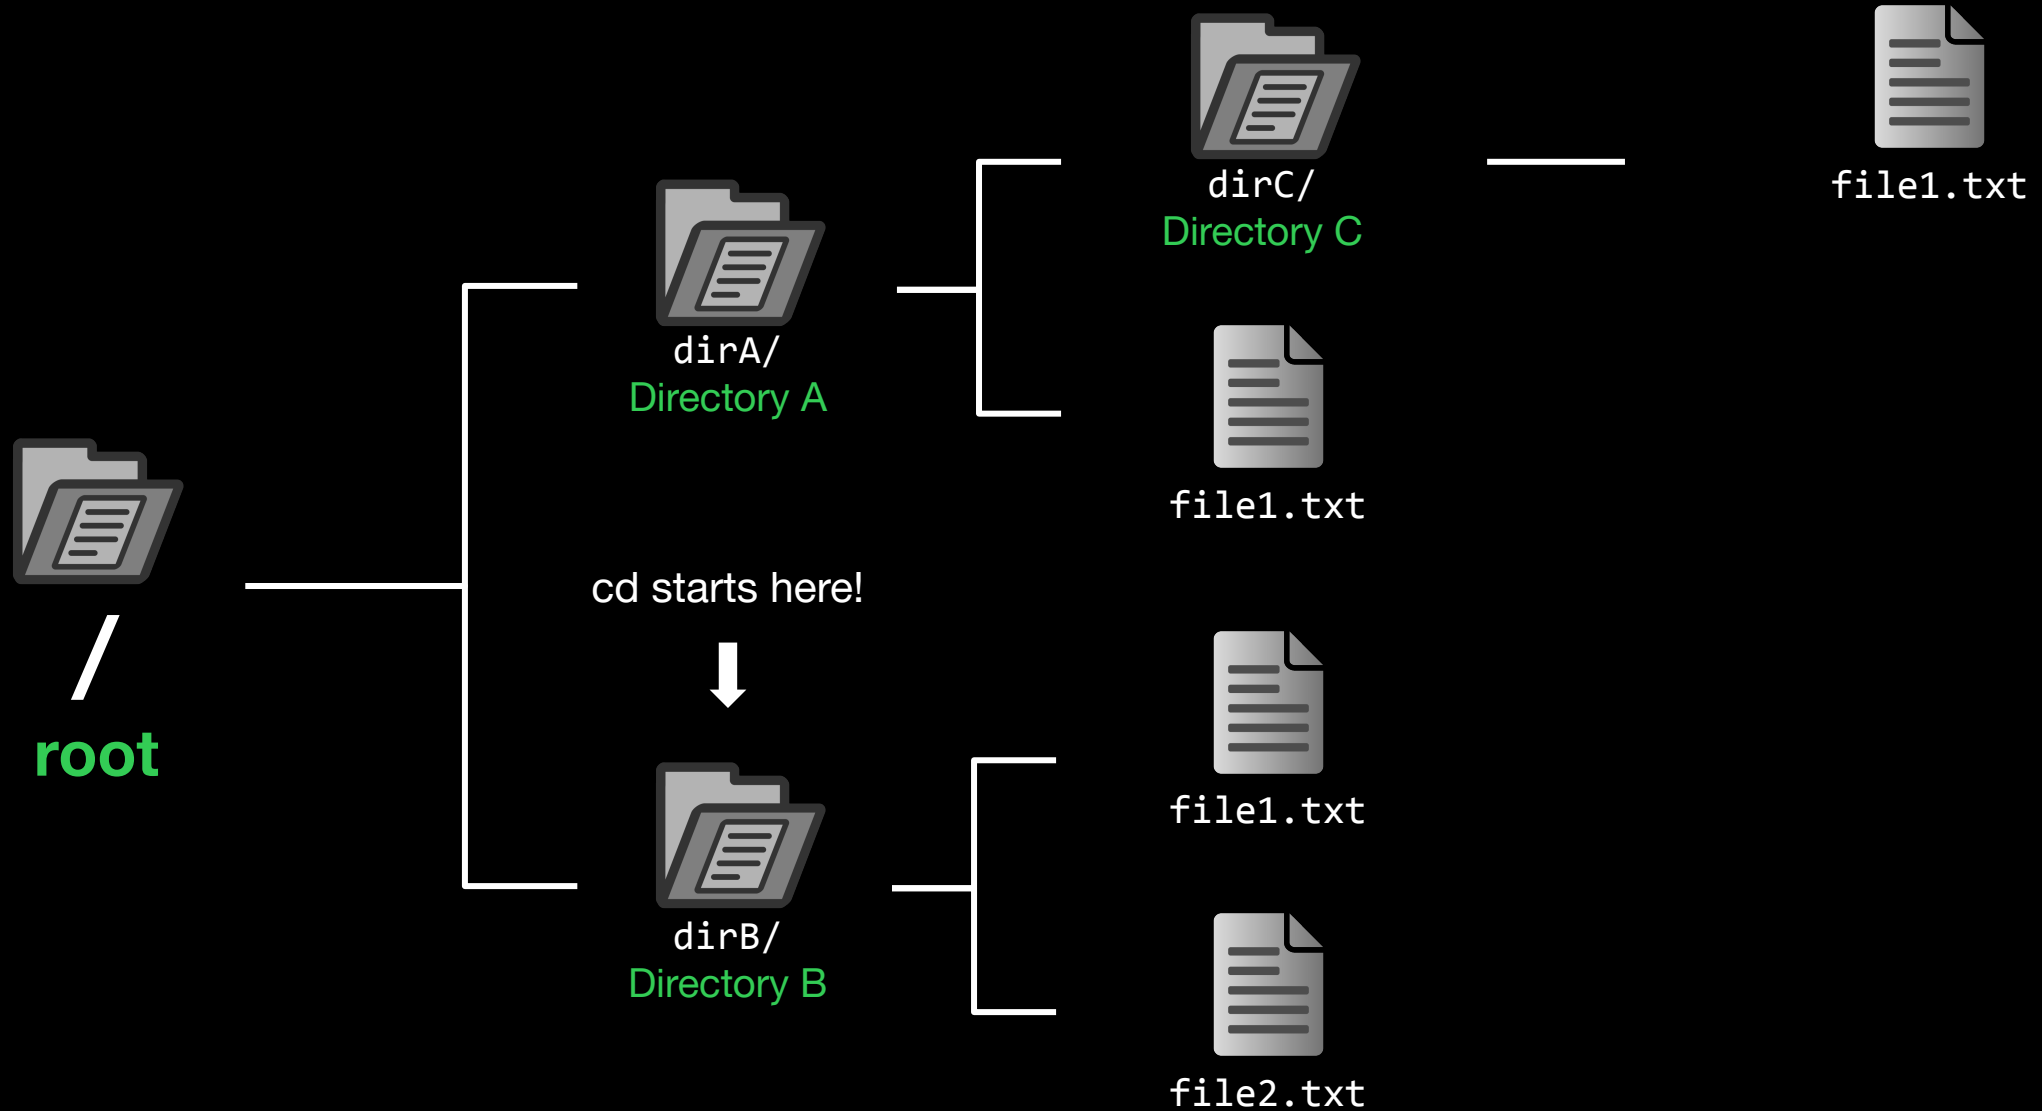 dirC/
Directory C
file1.txt
dirA/
Directory A
file1.txt
/
root
cd starts here!
file1.txt
dirB/
Directory B
file2.txt